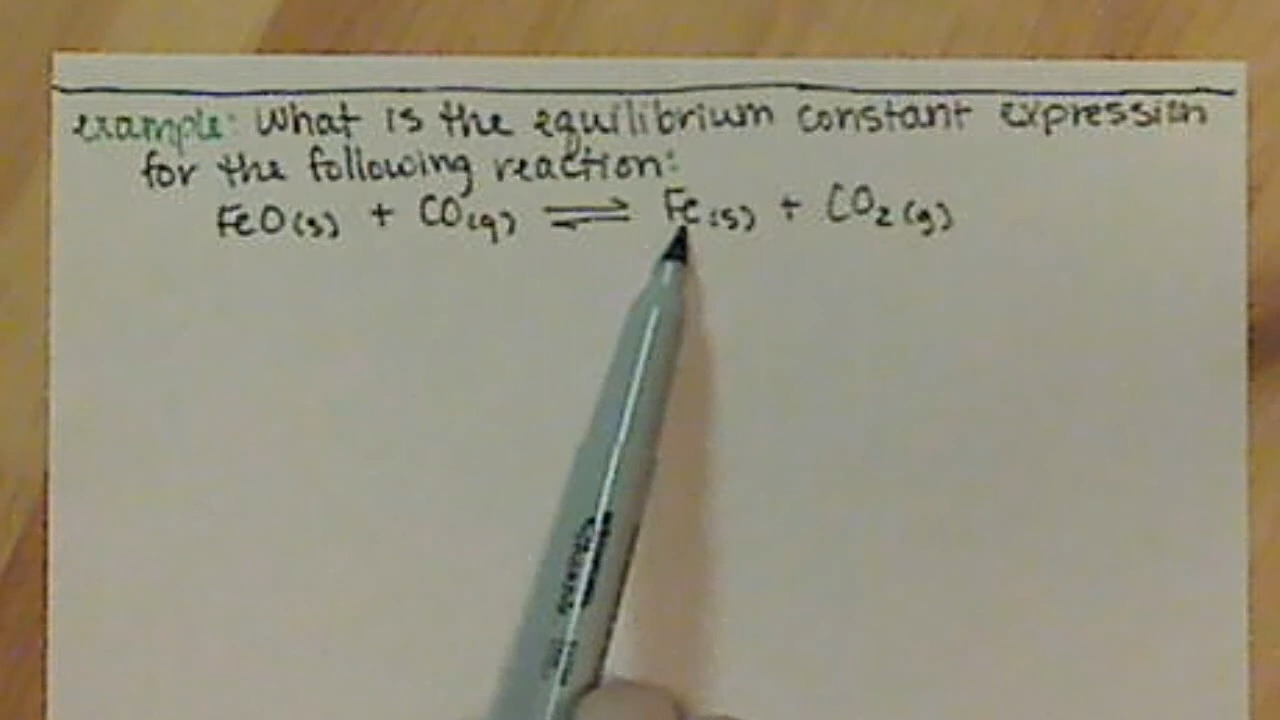 example: What is the equilibrium constant expression
for the following reaction:
FeO(s) + CO(g) ⇌ Fe(s) + CO₂(g)